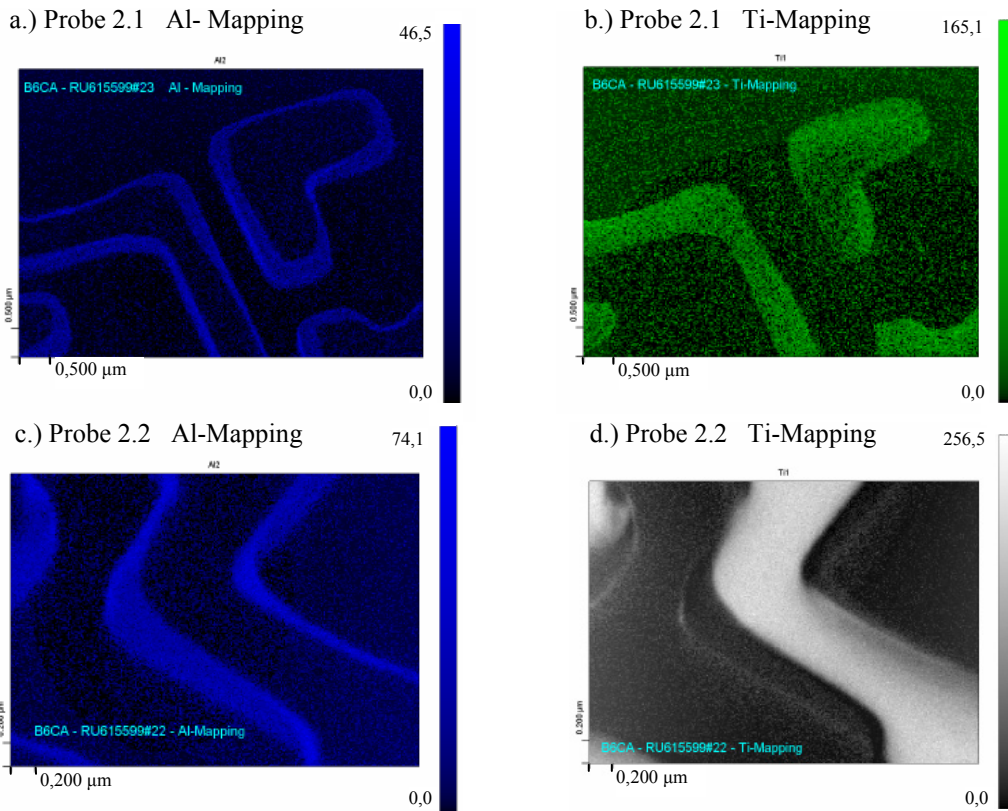 a.) Probe 2.1 Al- Mapping
46,5
Al2
B6CA - RU615599#23 Al - Mapping
0.500 µm
0,500 µm
0,0
b.) Probe 2.1 Ti-Mapping
165,1
Ti1
B6CA - RU615599#23 - Ti-Mapping
0.500 µm
0,500 µm
0,0
c.) Probe 2.2 Al-Mapping
74,1
Al2
B6CA - RU615599#22 - Al-Mapping
0.200 µm
0,200 µm
0,0
d.) Probe 2.2 Ti-Mapping
256,5
Ti1
B6CA - RU615599#22 - Ti-Mapping
0.200 µm
0,200 µm
0,0